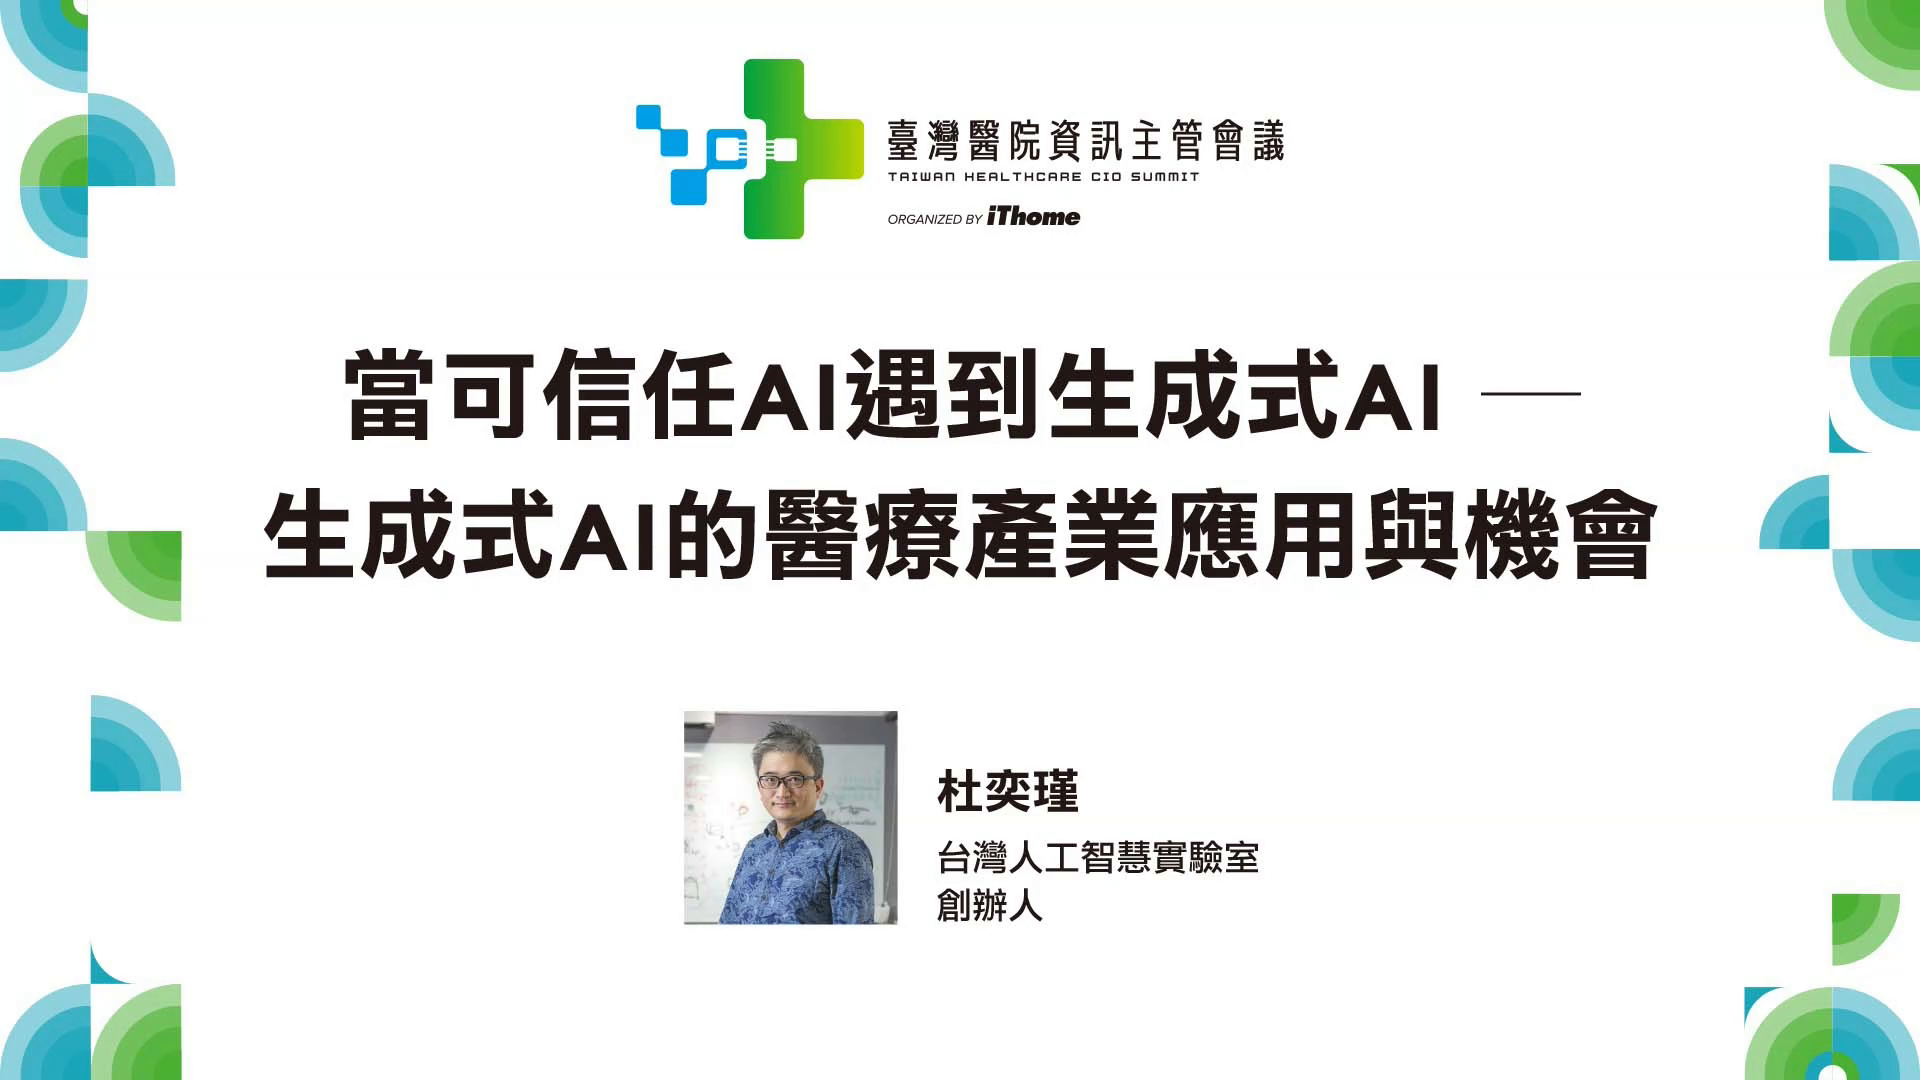 臺灣醫院資訊主管會議
TAIWAN HEALTHCARE CIO SUMMIT
ORGANIZED BY iThome
當可信任AI遇到生成式AI —
生成式AI的醫療產業應用與機會
杜奕瑾
台灣人工智慧實驗室
創辦人